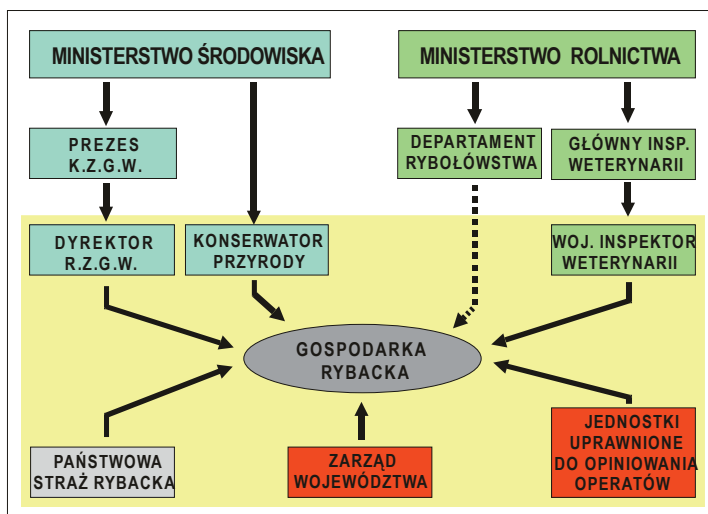 MINISTERSTWO ŚRODOWISKA
MINISTERSTWO ROLNICTWA
PREZES
K.Z.G.W.
DEPARTAMENT
RYBOŁÓWSTWA
GŁÓWNY INSP.
WETERYNARII
DYREKTOR
R.Z.G.W.
KONSERWATOR
PRZYRODY
WOJ. INSPEKTOR
WETERYNARII
GOSPODARKA
RYBACKA
PAŃSTWOWA
STRAŻ RYBACKA
ZARZĄD
WOJEWÓDZTWA
JEDNOSTKI
UPRAWNIONE
DO OPINIOWANIA
OPERATÓW